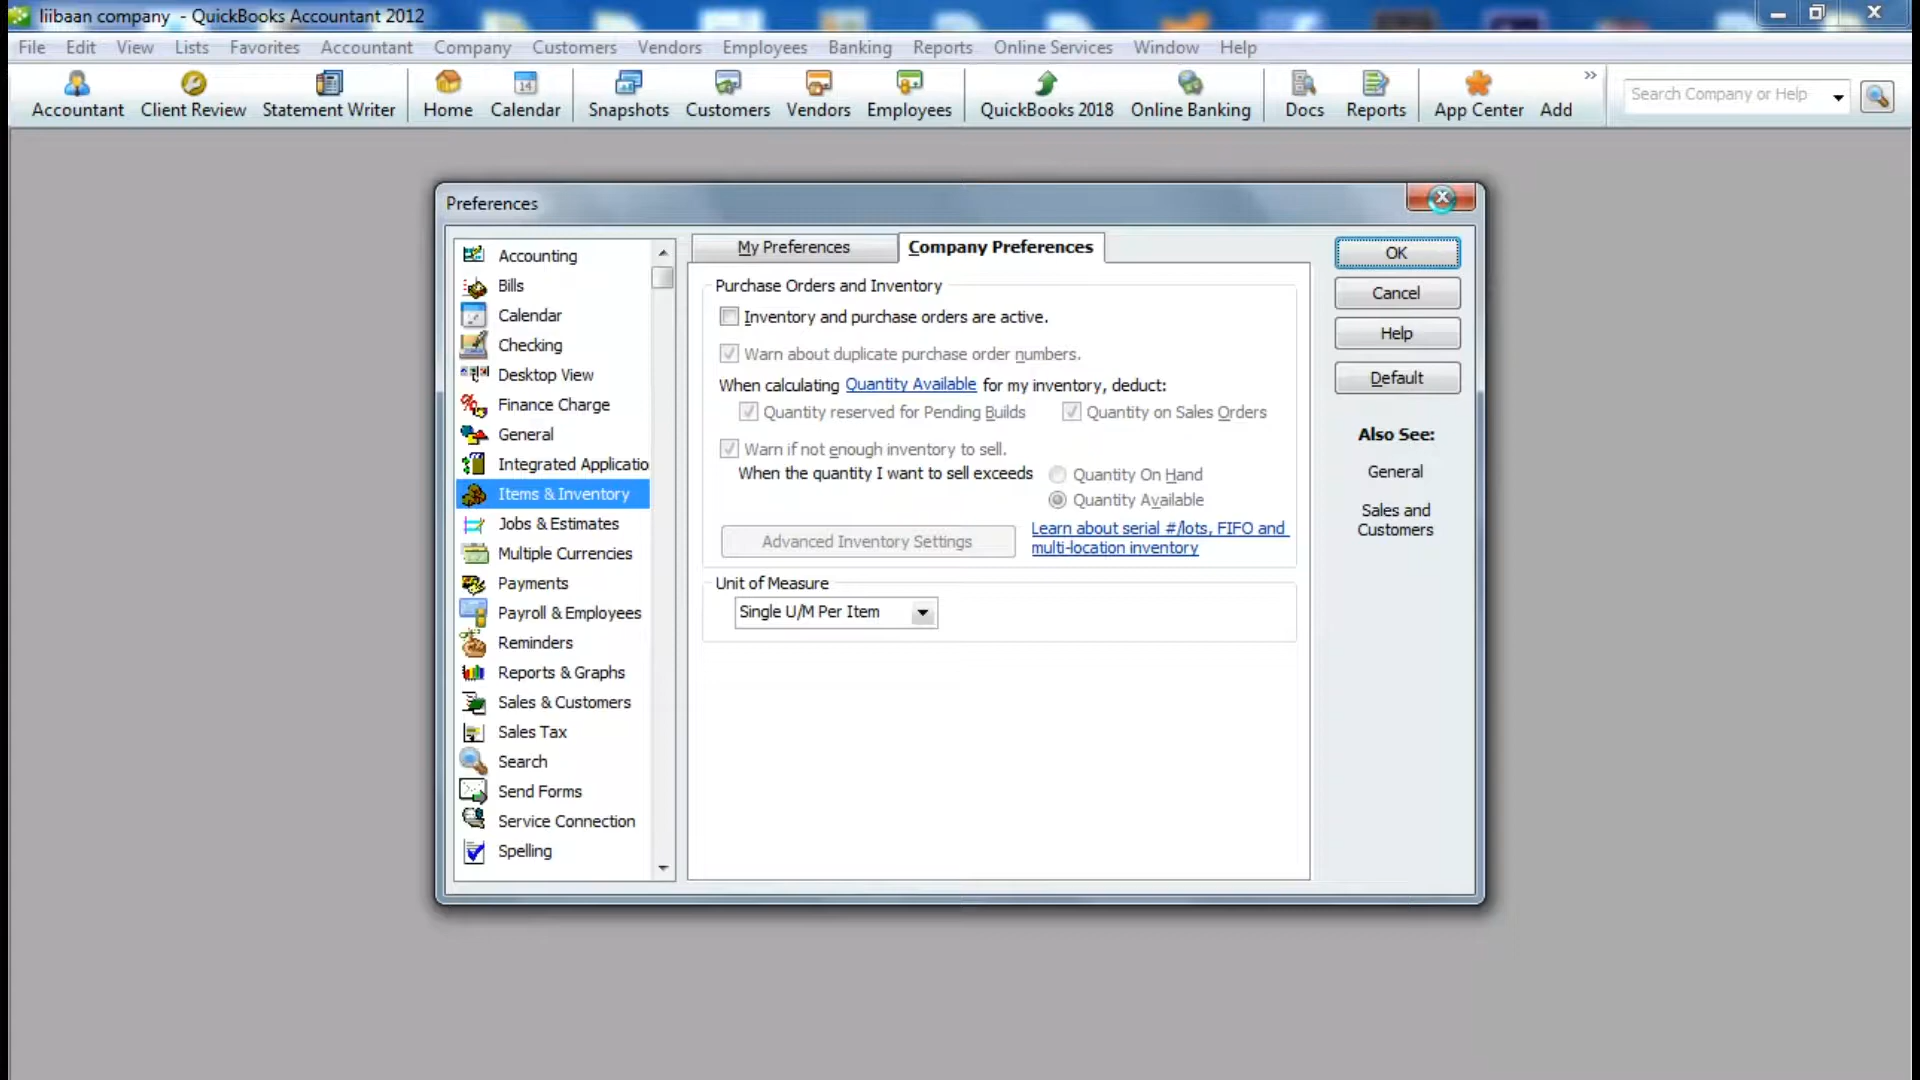 liibaan company - QuickBooks Accountant 2012
File Edit View Lists Favorites Accountant Company Customers Vendors Employees Banking Reports Online Services Window Help
Accountant Client Review Statement Writer Home Calendar Snapshots Customers Vendors Employees QuickBooks 2018 Online Banking Docs Reports App Center Add
Search Company or Help
Preferences
Accounting
Bills
Calendar
Checking
Desktop View
Finance Charge
General
Integrated Applicatio
Items & Inventory
Jobs & Estimates
Multiple Currencies
Payments
Payroll & Employees
Reminders
Reports & Graphs
Sales & Customers
Sales Tax
Search
Send Forms
Service Connection
Spelling
My Preferences
Company Preferences
Purchase Orders and Inventory
Inventory and purchase orders are active.
Warn about duplicate purchase order numbers.
When calculating Quantity Available for my inventory, deduct:
Quantity reserved for Pending Builds Quantity on Sales Orders
Warn if not enough inventory to sell.
When the quantity I want to sell exceeds Quantity On Hand
Quantity Available
Advanced Inventory Settings
Learn about serial #/lots, FIFO and
multi-location inventory
Unit of Measure
Single U/M Per Item
OK
Cancel
Help
Default
Also See:
General
Sales and
Customers